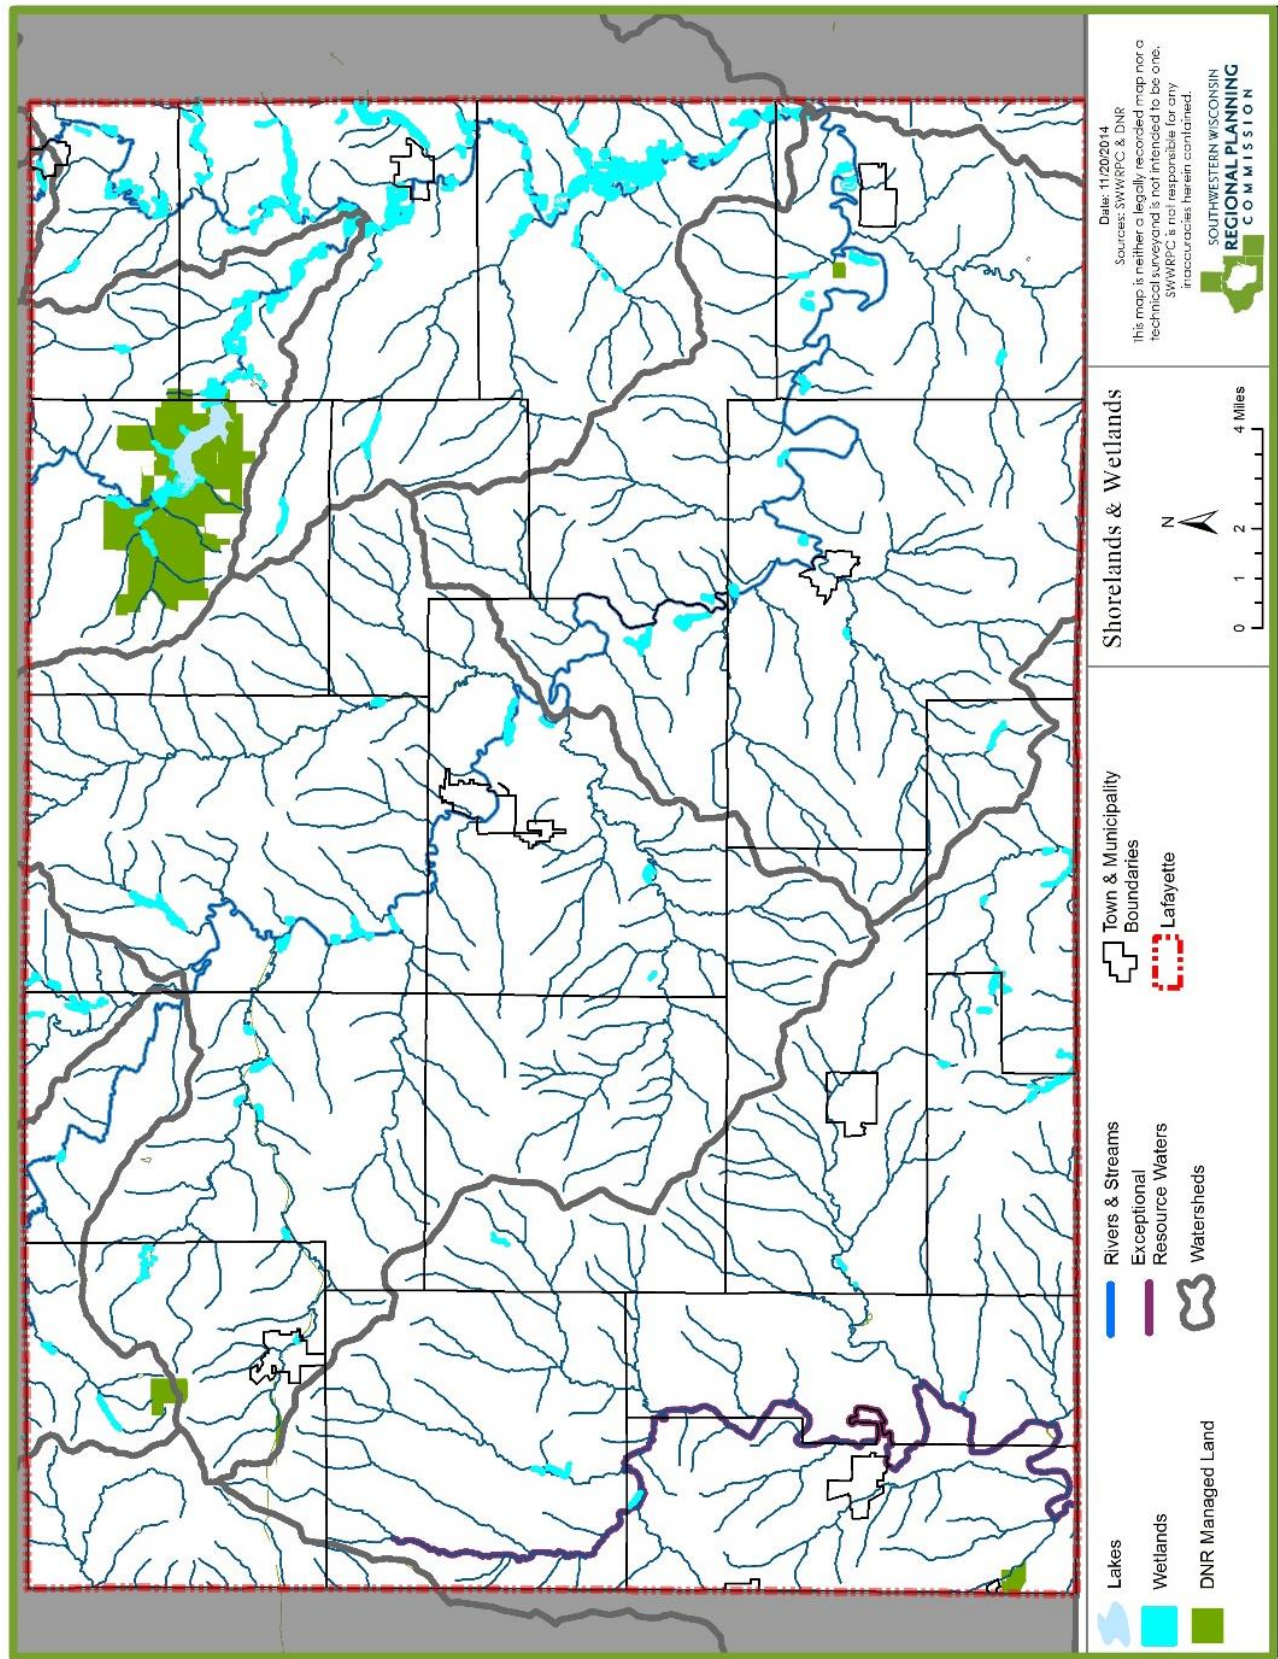 Lakes
Wetlands
DNR Managed Land
Rivers & Streams
Exceptional
Resource Waters
Watersheds
Town & Municipality
Boundaries
Lafayette
Shorelands & Wetlands
N
0 1 2 4 Miles
Date: 11/20/2014
Sources: SWWRPC & DNR
This map is neither a legally recorded map nor a
technical survey and is not intended to be one.
SWWRPC is not responsible for any
inaccuracies herein contained.
SOUTHWESTERN WISCONSIN
REGIONAL PLANNING
COMMISSION